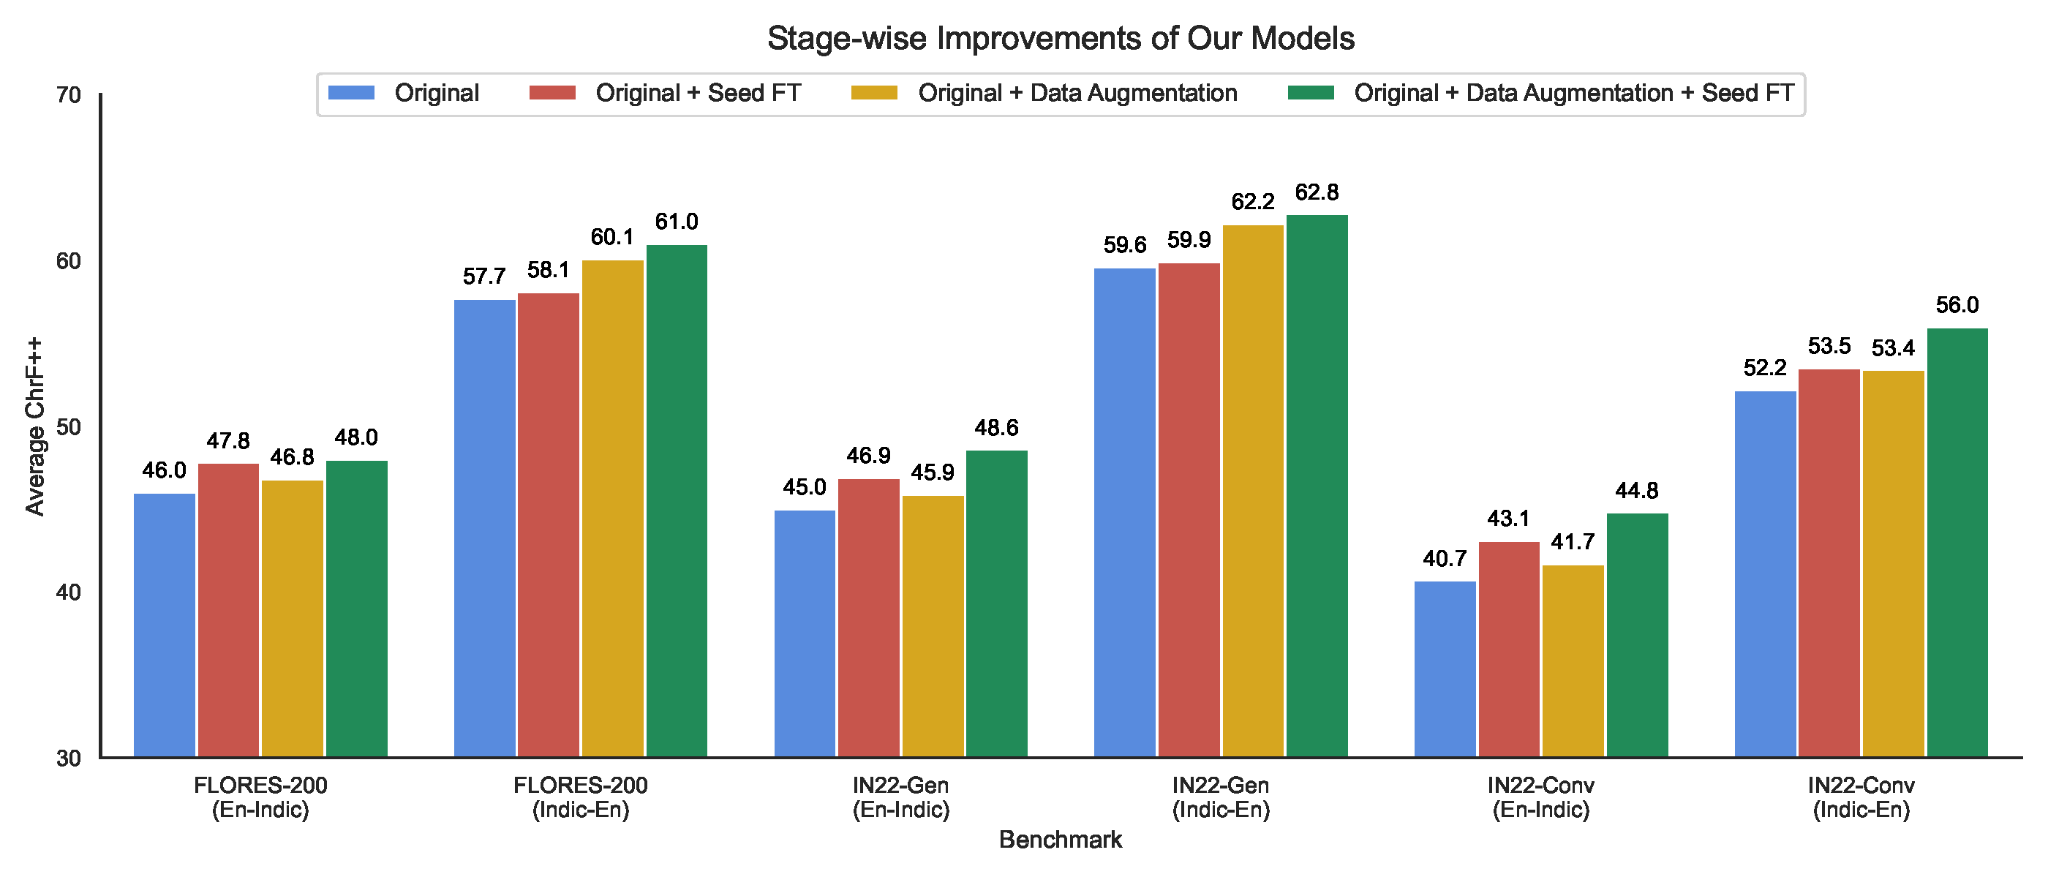 Stage-wise Improvements of Our Models
Original
Original + Seed FT
Original + Data Augmentation
Original + Data Augmentation + Seed FT
Average ChrF++
70
60
50
40
30
46.0
47.8
46.8
48.0
57.7
58.1
60.1
61.0
45.0
46.9
45.9
48.6
59.6
59.9
62.2
62.8
40.7
43.1
41.7
44.8
52.2
53.5
53.4
56.0
FLORES-200
(En-Indic)
FLORES-200
(Indic-En)
IN22-Gen
(En-Indic)
IN22-Gen
(Indic-En)
IN22-Conv
(En-Indic)
IN22-Conv
(Indic-En)
Benchmark